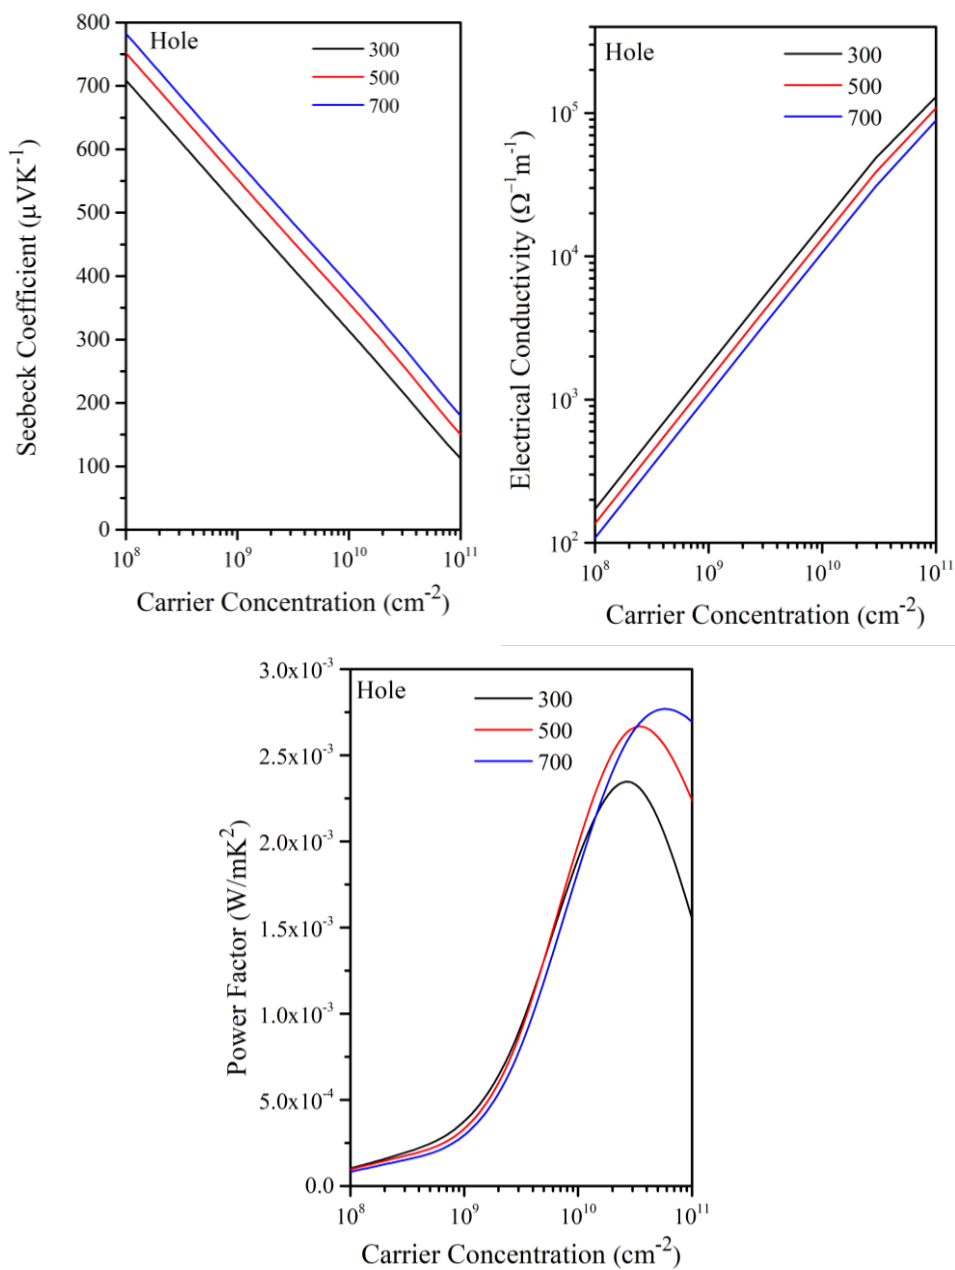 Hole
300
500
700
800
700
600
500
400
300
200
100
0
Seebeck Coefficient (μVK⁻¹)
10⁸
10⁹
10¹⁰
10¹¹
Carrier Concentration (cm⁻²)
Hole
300
500
700
10⁵
10⁴
10³
10²
Electrical Conductivity (Ω⁻¹m⁻¹)
10⁸
10⁹
10¹⁰
10¹¹
Carrier Concentration (cm⁻²)
Hole
300
500
700
3.0x10⁻³
2.5x10⁻³
2.0x10⁻³
1.5x10⁻³
1.0x10⁻³
5.0x10⁻⁴
0.0
Power Factor (W/mK²)
10⁸
10⁹
10¹⁰
10¹¹
Carrier Concentration (cm⁻²)